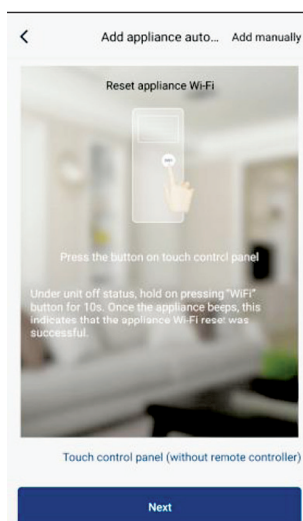 Add appliance auto... Add manually
Reset appliance Wi-Fi
Press the button on touch control panel
Under unit off status, hold on pressing "WiFi"
button for 10s. Once the appliance beeps, this
indicates that the appliance Wi-Fi reset was
successful.
Touch control panel (without remote controller)
Next